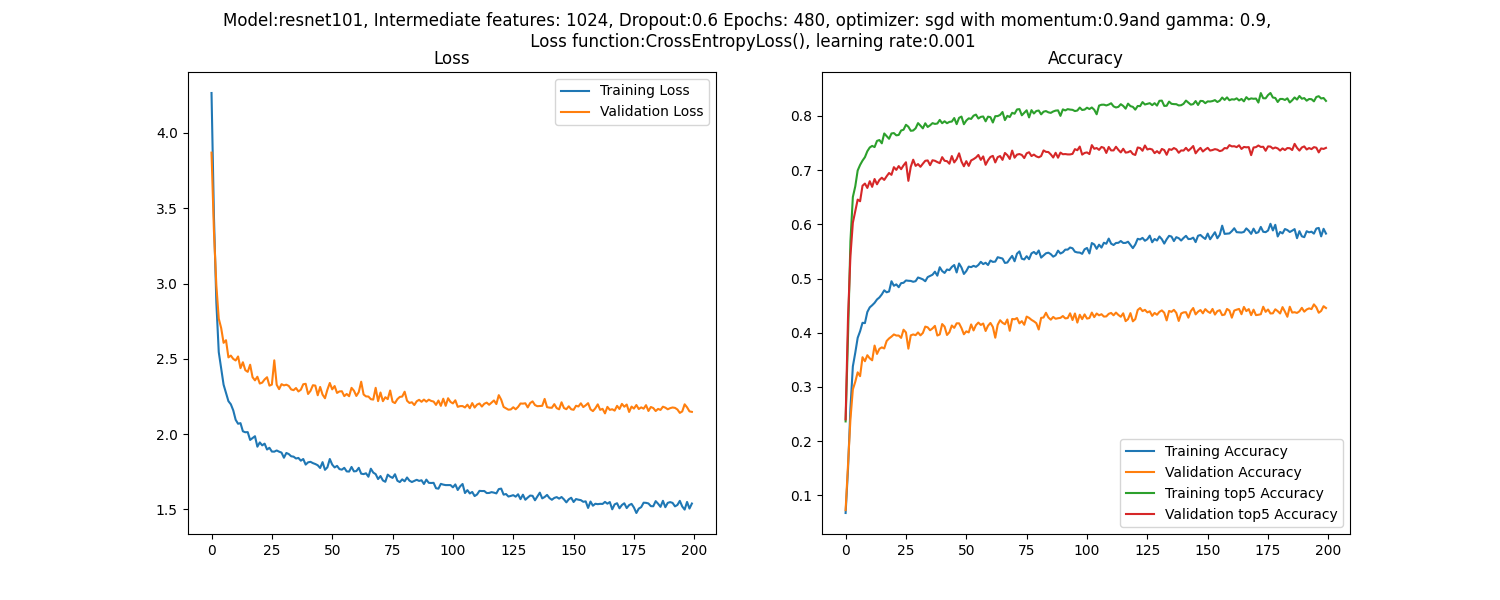 Model:resnet101, Intermediate features: 1024, Dropout:0.6 Epochs: 480, optimizer: sgd with momentum:0.9and gamma: 0.9,
Loss function:CrossEntropyLoss(), learning rate:0.001
Loss
Training Loss
Validation Loss
4.0
3.5
3.0
2.5
2.0
1.5
0 25 50 75 100 125 150 175 200
Accuracy
0.8
0.7
0.6
0.5
0.4
0.3
0.2
0.1
Training Accuracy
Validation Accuracy
Training top5 Accuracy
Validation top5 Accuracy
0 25 50 75 100 125 150 175 200